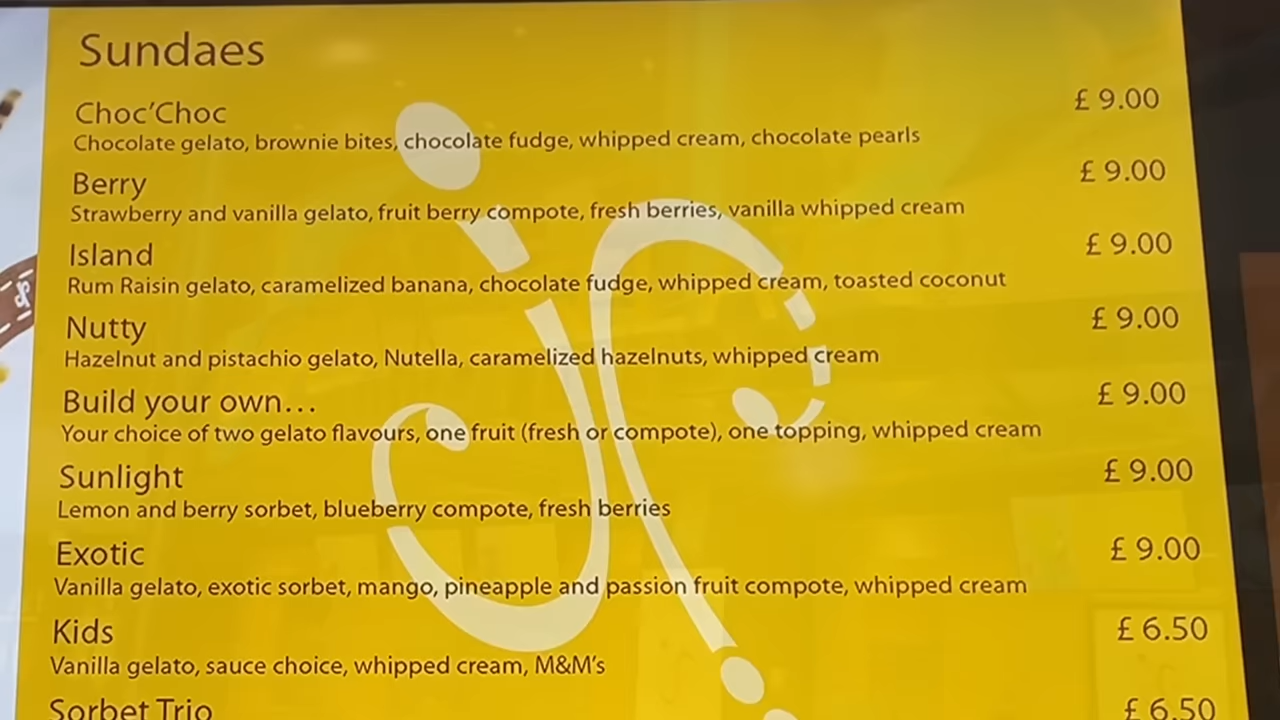 Sundaes
Choc'Choc £ 9.00
Chocolate gelato, brownie bites, chocolate fudge, whipped cream, chocolate pearls
Berry £ 9.00
Strawberry and vanilla gelato, fruit berry compote, fresh berries, vanilla whipped cream
Island £ 9.00
Rum Raisin gelato, caramelized banana, chocolate fudge, whipped cream, toasted coconut
Nutty £ 9.00
Hazelnut and pistachio gelato, Nutella, caramelized hazelnuts, whipped cream
Build your own... £ 9.00
Your choice of two gelato flavours, one fruit (fresh or compote), one topping, whipped cream
Sunlight £ 9.00
Lemon and berry sorbet, blueberry compote, fresh berries
Exotic £ 9.00
Vanilla gelato, exotic sorbet, mango, pineapple and passion fruit compote, whipped cream
Kids £ 6.50
Vanilla gelato, sauce choice, whipped cream, M&M's
Sorbet Trio £ 6.50